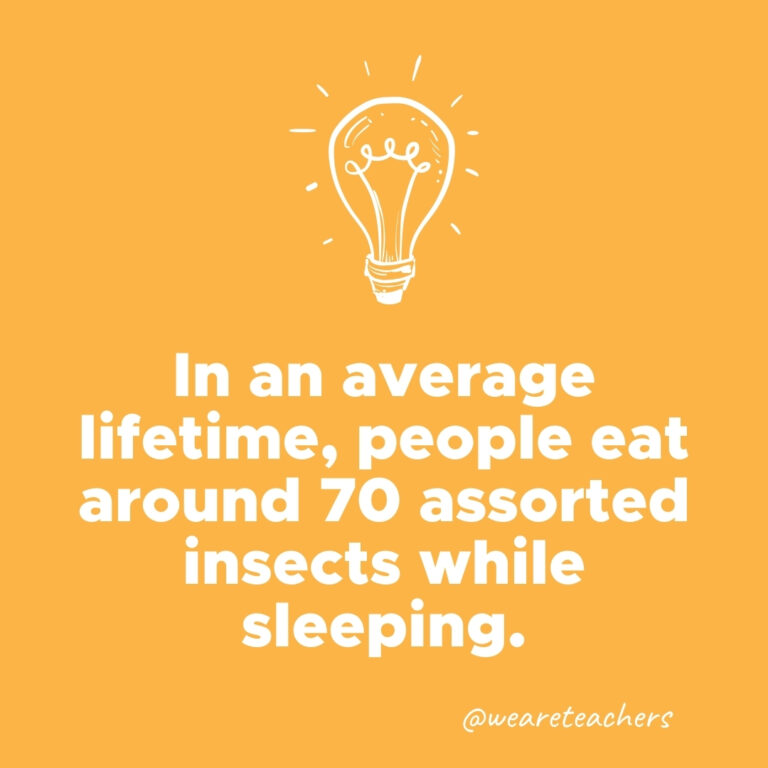 In an average
lifetime, people eat
around 70 assorted
insects while
sleeping.
@weareteachers